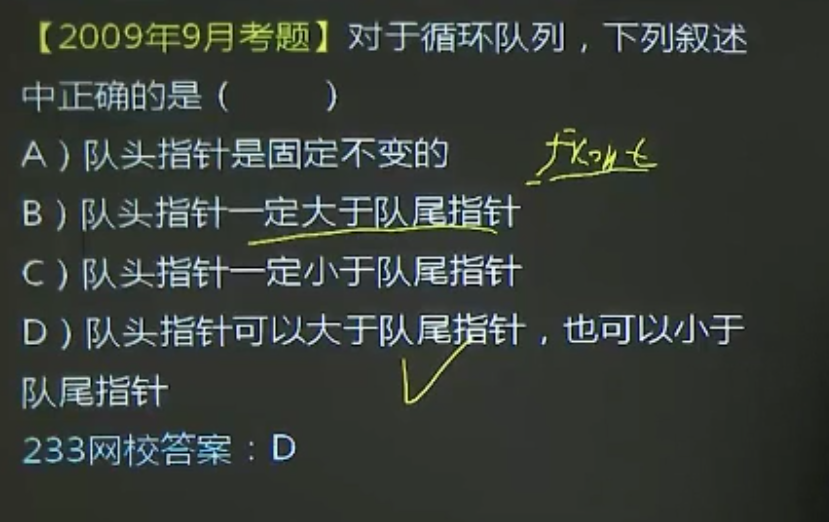 【2009年9月考题】对于循环队列，下列叙述
中正确的是（　　）
A）队头指针是固定不变的
front
B）队头指针一定大于队尾指针
C）队头指针一定小于队尾指针
D）队头指针可以大于队尾指针，也可以小于
队尾指针
233网校答案：D